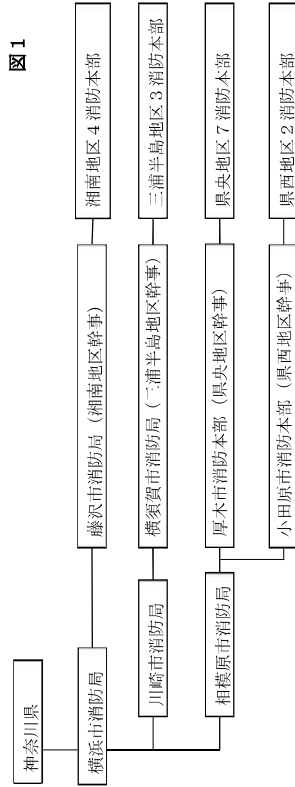 図1
神奈川県
横浜市消防局
藤沢市消防局（湘南地区幹事）
湘南地区4消防本部
川崎市消防局
横須賀市消防局（三浦半島地区幹事）
三浦半島地区3消防本部
相模原市消防局
厚木市消防本部（県央地区幹事）
県央地区7消防本部
小田原市消防本部（県西地区幹事）
県西地区2消防本部